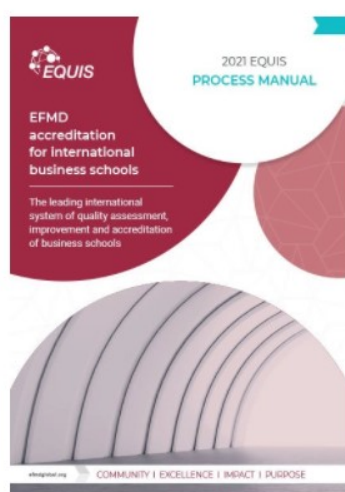 EQUIS
2021 EQUIS
PROCESS MANUAL
EFMD
accreditation
for international
business schools
The leading international
system of quality assessment,
improvement and accreditation
of business schools
efmdglobal.org
COMMUNITY I EXCELLENCE I IMPACT I PURPOSE